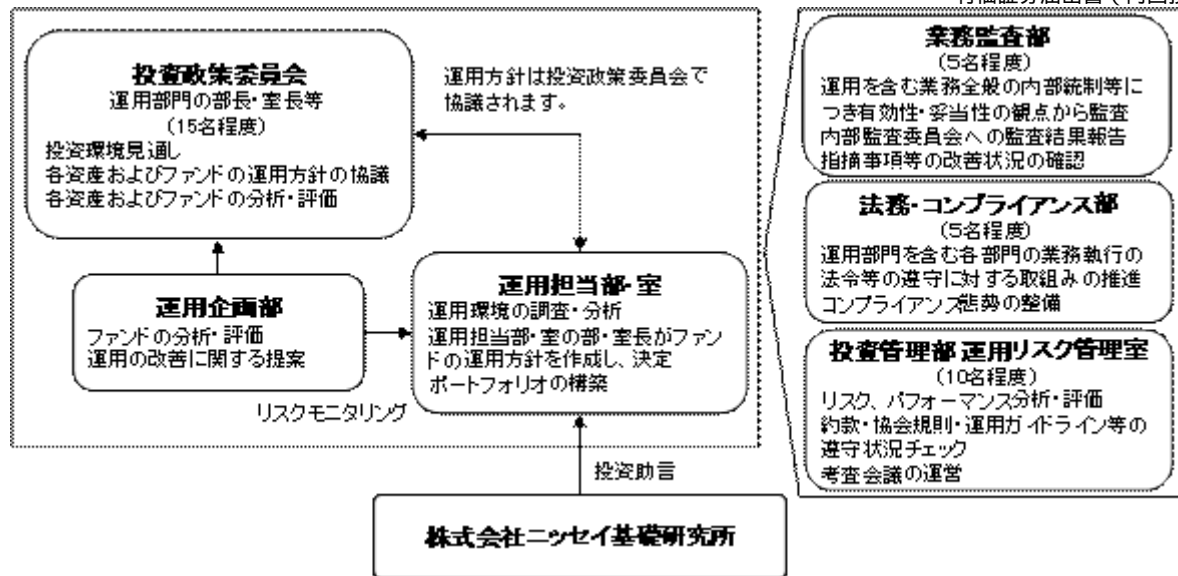 投資政策委員会
運用部門の部長・室長等
(15名程度)
投資環境見通し
各資産およびファンドの運用方針の協議
各資産およびファンドの分析・評価
運用方針は投資政策委員会で
協議されます。
運用企画部
ファンドの分析・評価
運用の改善に関する提案
運用担当部・室
運用環境の調査・分析
運用担当部・室の部・室長がファン
ドの運用方針を作成し、決定
ポートフォリオの構築
リスクモニタリング
投資助言
株式会社ニッセイ基礎研究所
業務監査部
(5名程度)
運用を含む業務全般の内部統制等に
つき有効性・妥当性の観点から監査
内部監査委員会への監査結果報告
指摘事項等の改善状況の確認
法務・コンプライアンス部
(5名程度)
運用部門を含む各部門の業務執行の
法令等の遵守に対する取組みの推進
コンプライアンス態勢の整備
投資管理部 運用リスク管理室
(10名程度)
リスク、パフォーマンス分析・評価
約款・協会規則・運用ガイドライン等の
遵守状況チェック
考査会議の運営